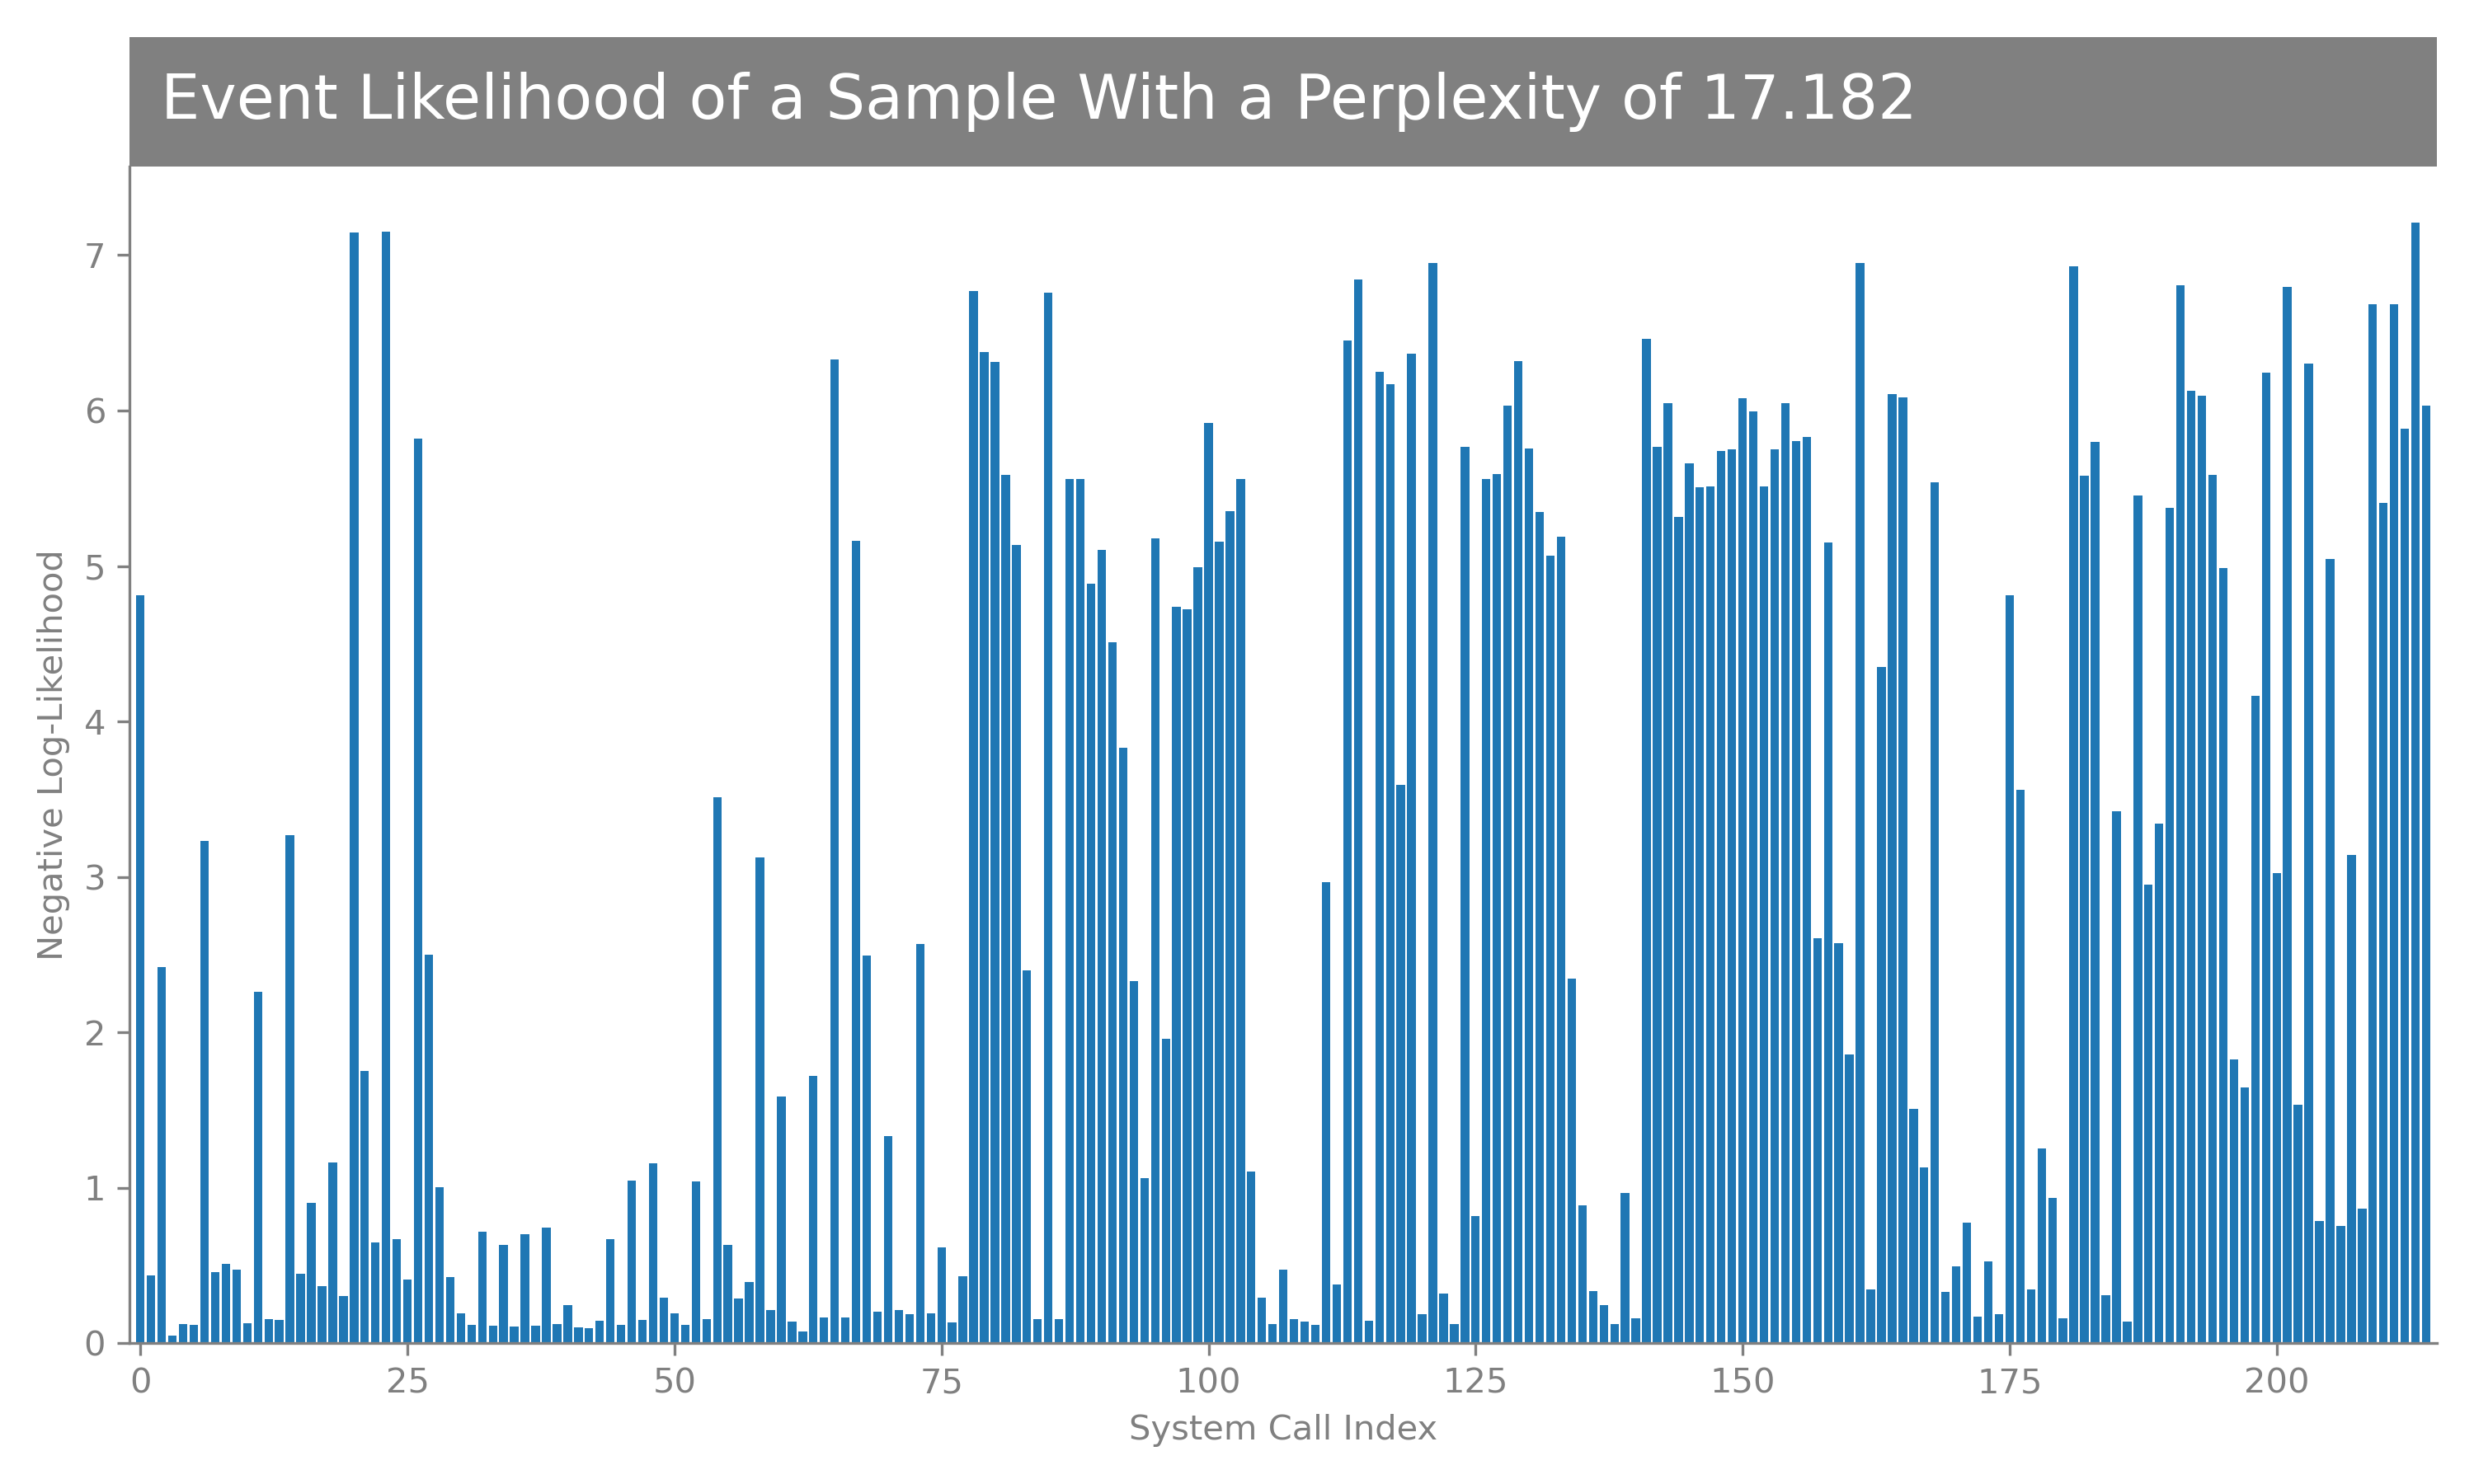 Event Likelihood of a Sample With a Perplexity of 17.182
7
6
5
4
3
2
1
0
Negative Log-Likelihood
0 25 50 75 100 125 150 175 200
System Call Index